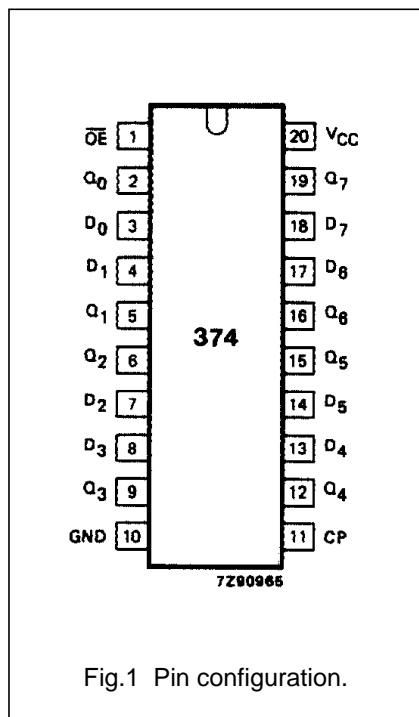 OE 1 20 VCC
Q0 2 19 Q7
D0 3 18 D7
D1 4 17 D6
Q1 5 16 Q6
Q2 6 374 15 Q5
D2 7 14 D5
D3 8 13 D4
Q3 9 12 Q4
GND 10 11 CP
7Z90965
Fig.1 Pin configuration.